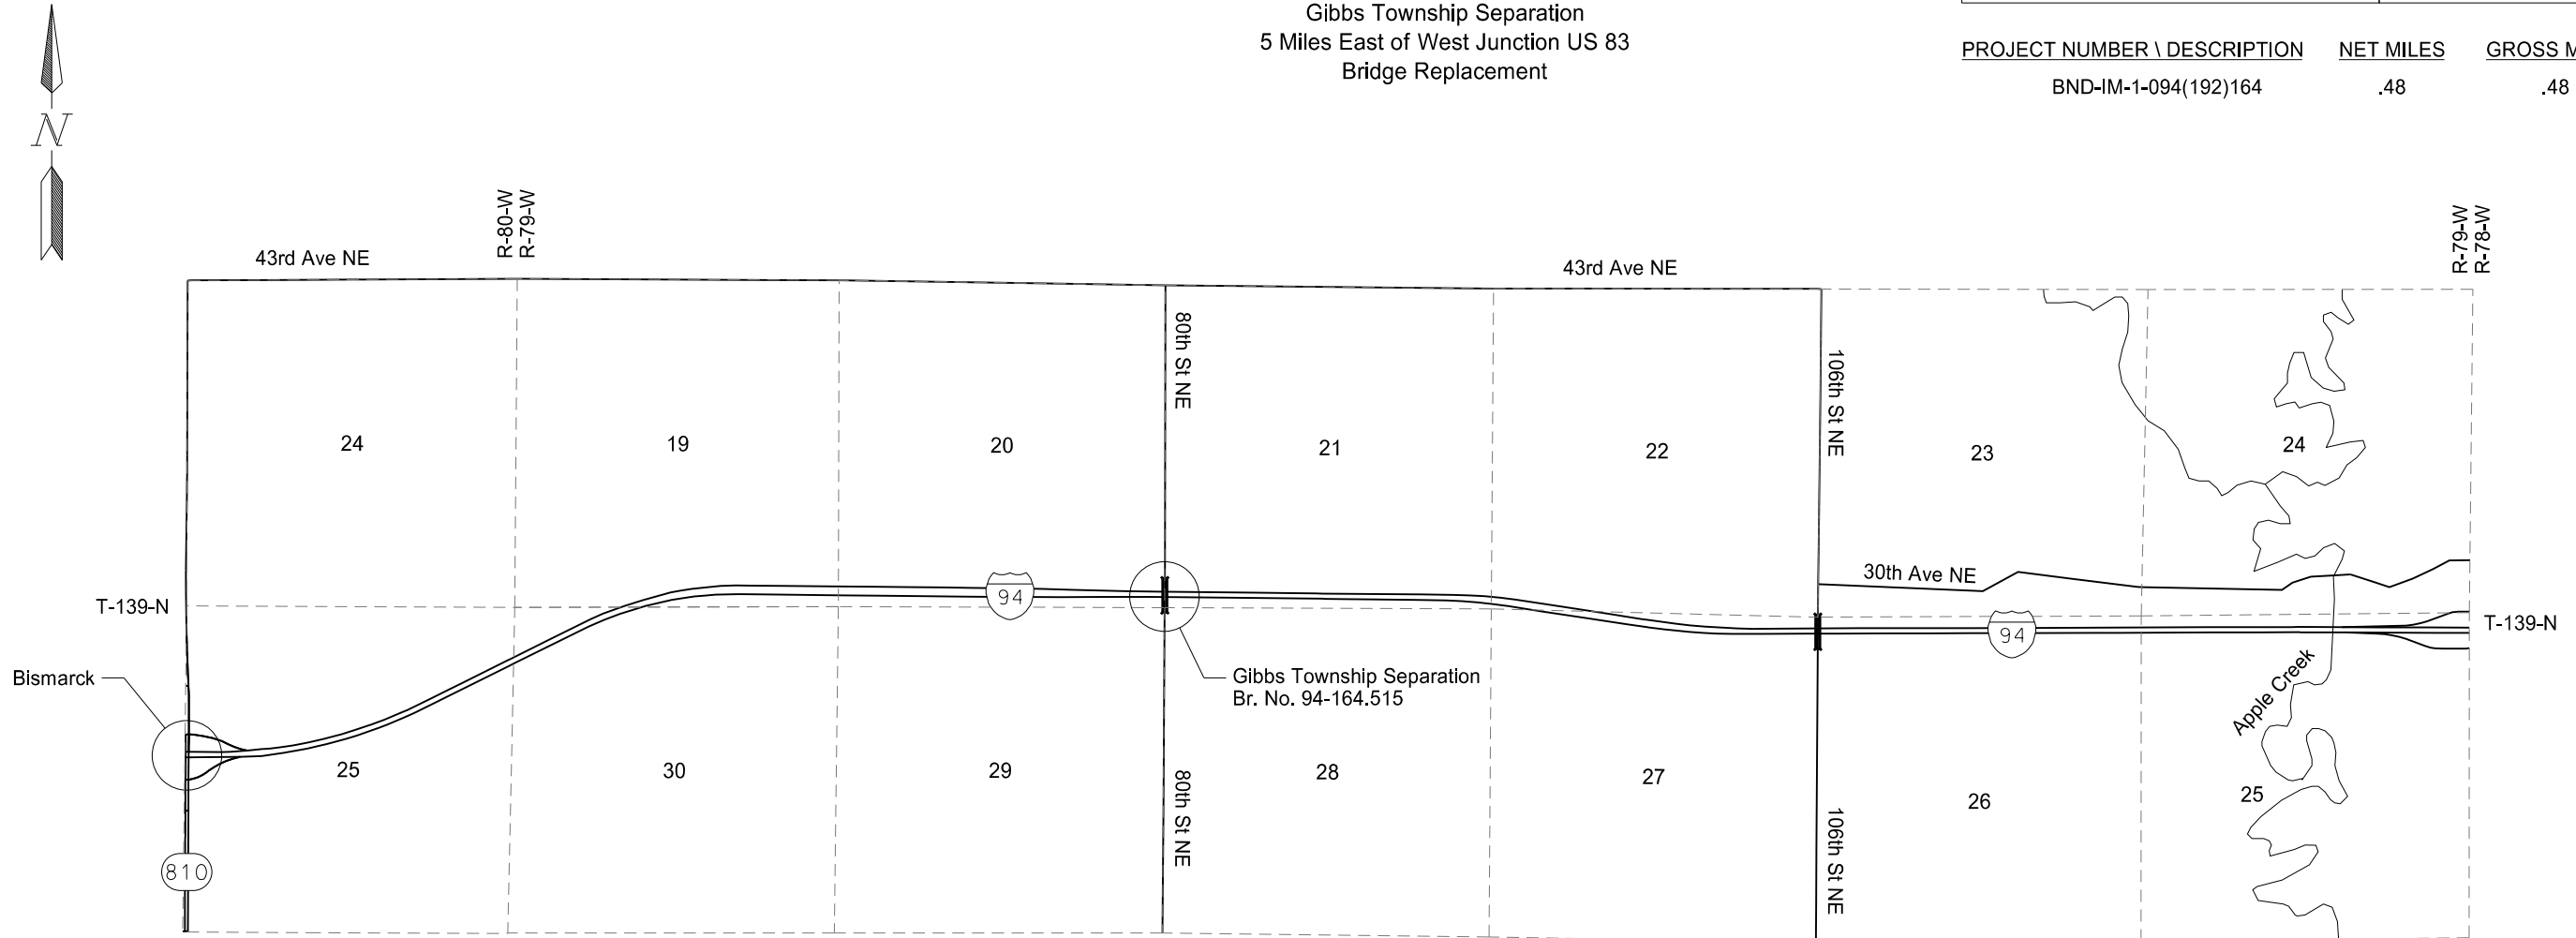 Gibbs Township Separation
5 Miles East of West Junction US 83
Bridge Replacement
PROJECT NUMBER \ DESCRIPTION NET MILES GROSS
BND-IM-1-094(192)164 .48 .48
N
R-80-W
R-79-W
R-79-W
R-78-W
43rd Ave NE
43rd Ave NE
80th St NE
106th St NE
24
19
20
21
22
23
24
30th Ave NE
94
94
T-139-N
T-139-N
Bismarck
Gibbs Township Separation
Br. No. 94-164.515
Apple Creek
25
30
29
28
27
26
25
80th St NE
106th St NE
810